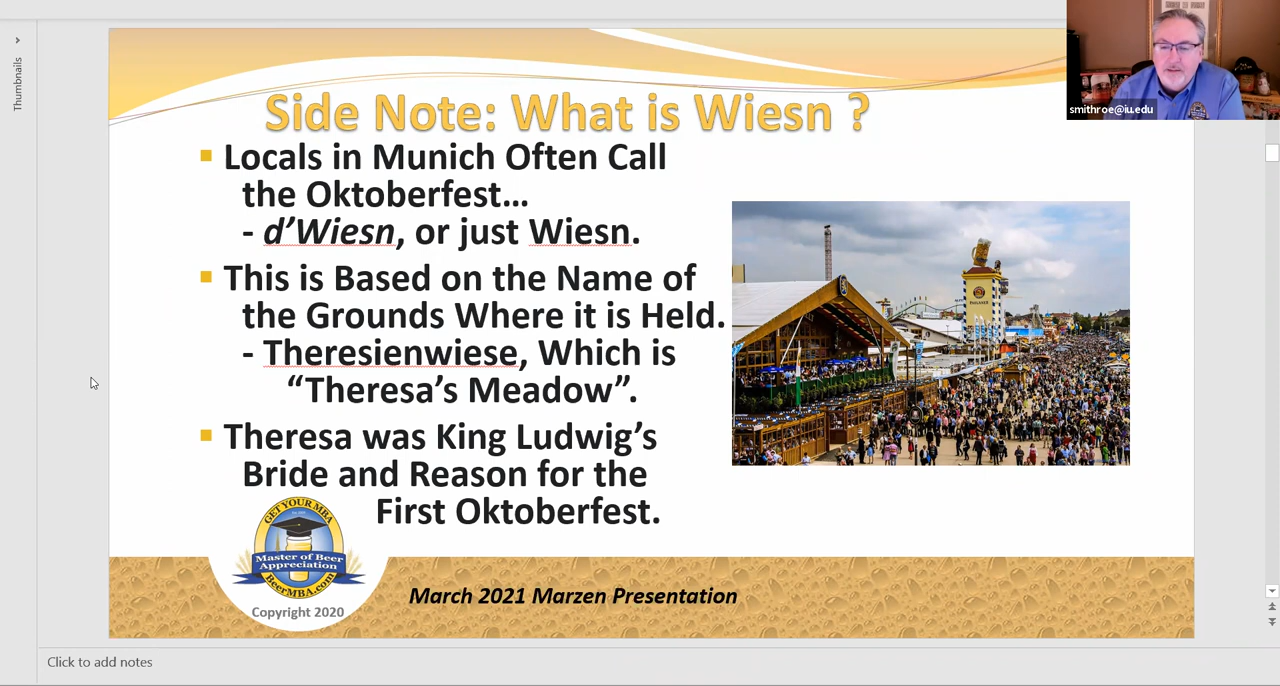 Thumbnails
smithroe@iu.edu
Side Note: What is Wiesn ?
Locals in Munich Often Call
the Oktoberfest...
- d’Wiesn, or just Wiesn.
This is Based on the Name of
the Grounds Where it is Held.
- Theresienwiese, Which is
“Theresa’s Meadow”.
Theresa was King Ludwig’s
Bride and Reason for the
First Oktoberfest.
GET YOUR MBA
Master of Beer
Appreciation
BeerMBA.com
Copyright 2020
March 2021 Marzen Presentation
Click to add notes